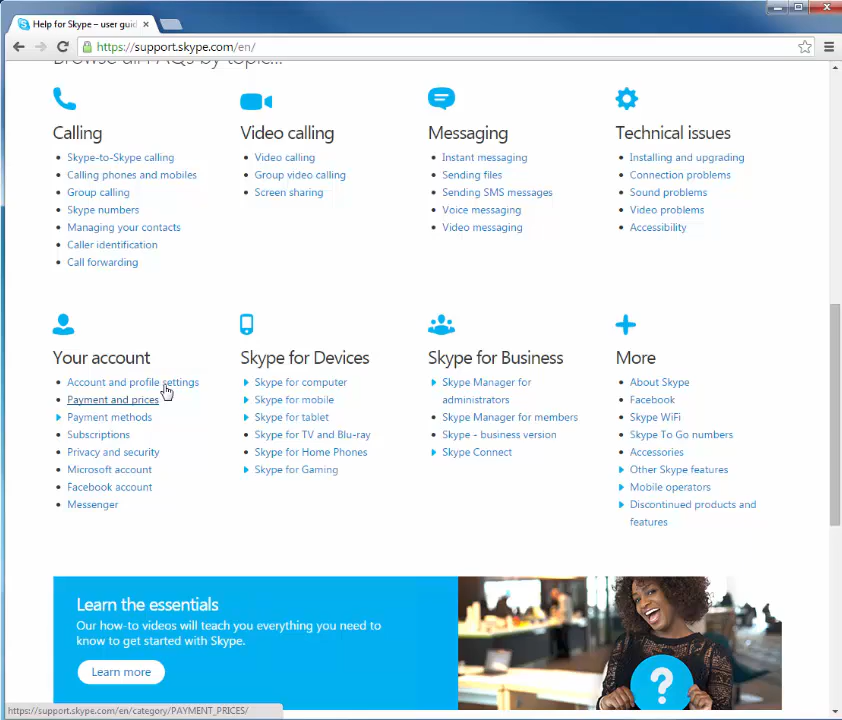 Help for Skype – user guid
https://support.skype.com/en/
Browse all FAQs by topic...
Calling
Skype-to-Skype calling
Calling phones and mobiles
Group calling
Skype numbers
Managing your contacts
Caller identification
Call forwarding
Video calling
Video calling
Group video calling
Screen sharing
Messaging
Instant messaging
Sending files
Sending SMS messages
Voice messaging
Video messaging
Technical issues
Installing and upgrading
Connection problems
Sound problems
Video problems
Accessibility
Your account
Account and profile settings
Payment and prices
Payment methods
Subscriptions
Privacy and security
Microsoft account
Facebook account
Messenger
Skype for Devices
Skype for computer
Skype for mobile
Skype for tablet
Skype for TV and Blu-ray
Skype for Home Phones
Skype for Gaming
Skype for Business
Skype Manager for
administrators
Skype Manager for members
Skype - business version
Skype Connect
More
About Skype
Facebook
Skype WiFi
Skype To Go numbers
Accessories
Other Skype features
Mobile operators
Discontinued products and
features
Learn the essentials
Our how-to videos will teach you everything you need to
know to get started with Skype.
Learn more
?
https://support.skype.com/en/category/PAYMENT_PRICES/